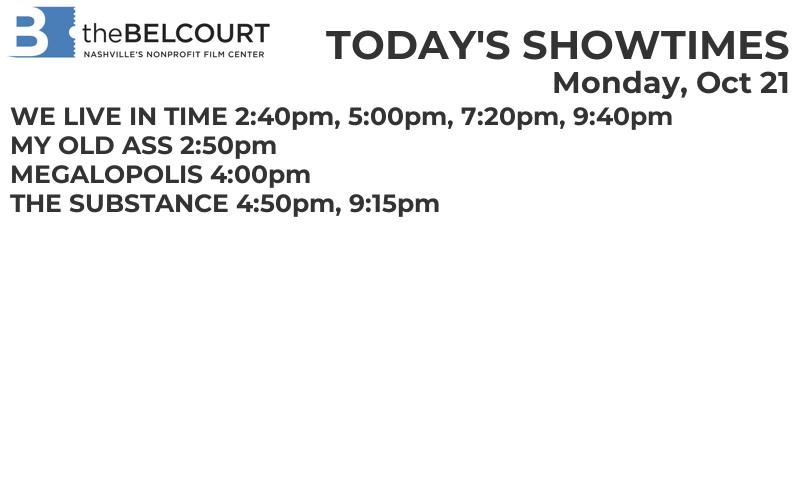 B theBELCOURT
NASHVILLE'S NONPROFIT FILM CENTER
TODAY'S SHOWTIMES
Monday, Oct 21
WE LIVE IN TIME 2:40pm, 5:00pm, 7:20pm, 9:40pm
MY OLD ASS 2:50pm
MEGALOPOLIS 4:00pm
THE SUBSTANCE 4:50pm, 9:15pm